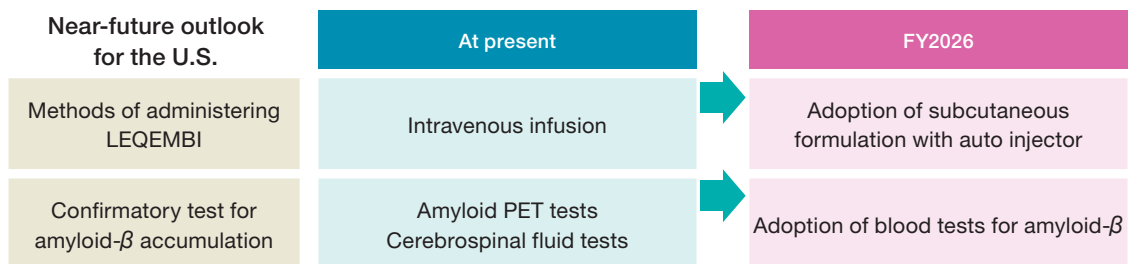 Near-future outlook
for the U.S.
At present
FY2026
Methods of administering
LEQEMBI
Intravenous infusion
Adoption of subcutaneous
formulation with auto injector
Confirmatory test for
amyloid-β accumulation
Amyloid PET tests
Cerebrospinal fluid tests
Adoption of blood tests for amyloid-β